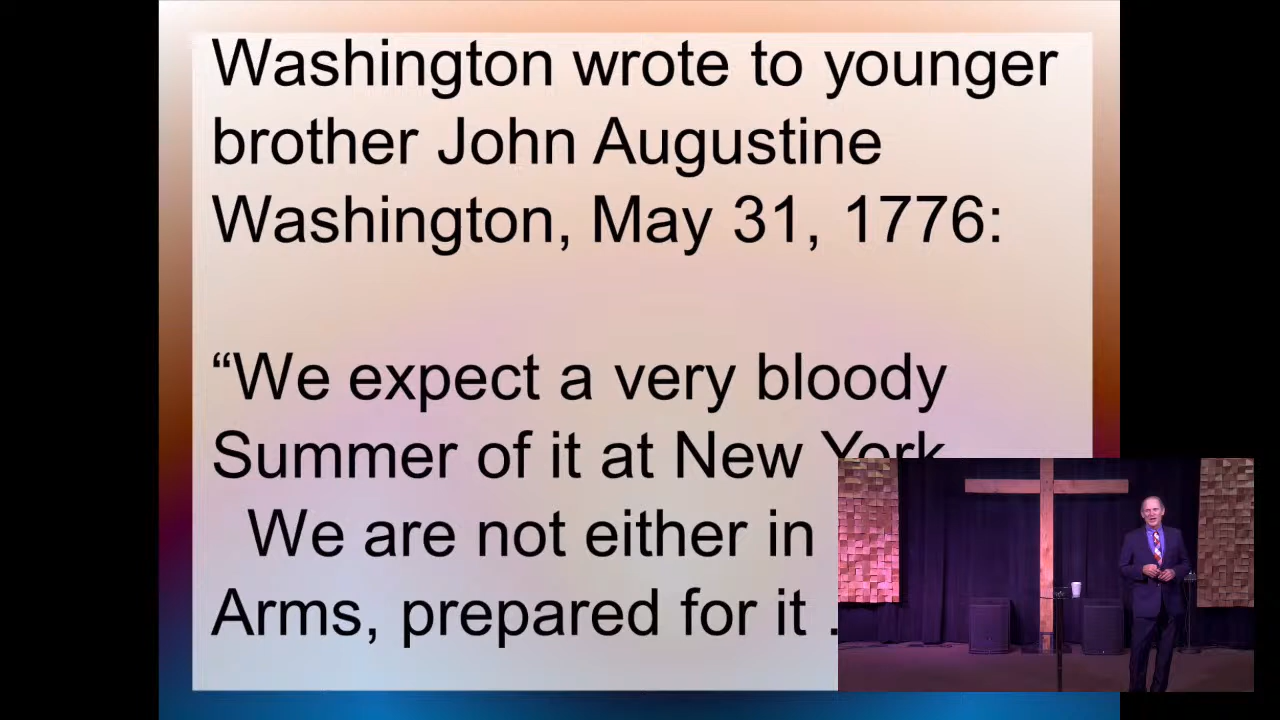 Washington wrote to younger
brother John Augustine
Washington, May 31, 1776:
“We expect a very bloody
Summer of it at New York
We are not either in
Arms, prepared for it .